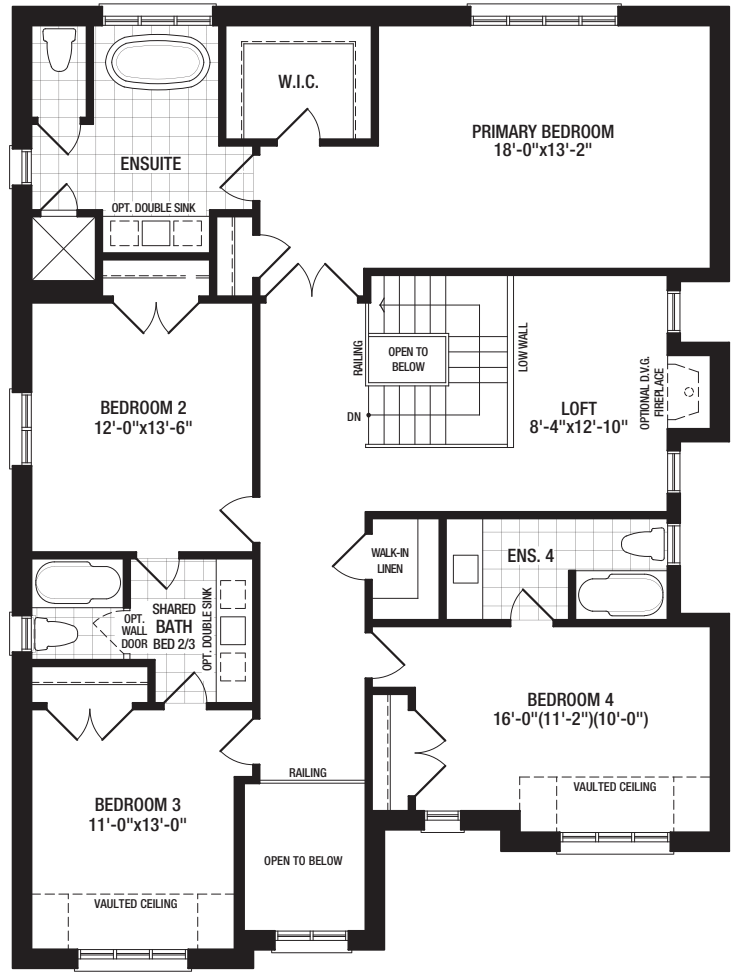 W.I.C.
PRIMARY BEDROOM
18'-0"x13'-2"
ENSUITE
OPT. DOUBLE SINK
RAILING
OPEN TO
BELOW
LOW WALL
DN
LOFT
8'-4"x12'-10"
OPTIONAL D.V.G.
FIREPLACE
BEDROOM 2
12'-0"x13'-6"
WALK-IN
LINEN
ENS. 4
SHARED
BATH
BED 2/3
OPT.
WALL
DOOR
OPT. DOUBLE SINK
BEDROOM 4
16'-0"(11'-2")(10'-0")
VAULTED CEILING
RAILING
BEDROOM 3
11'-0"x13'-0"
OPEN TO BELOW
VAULTED CEILING